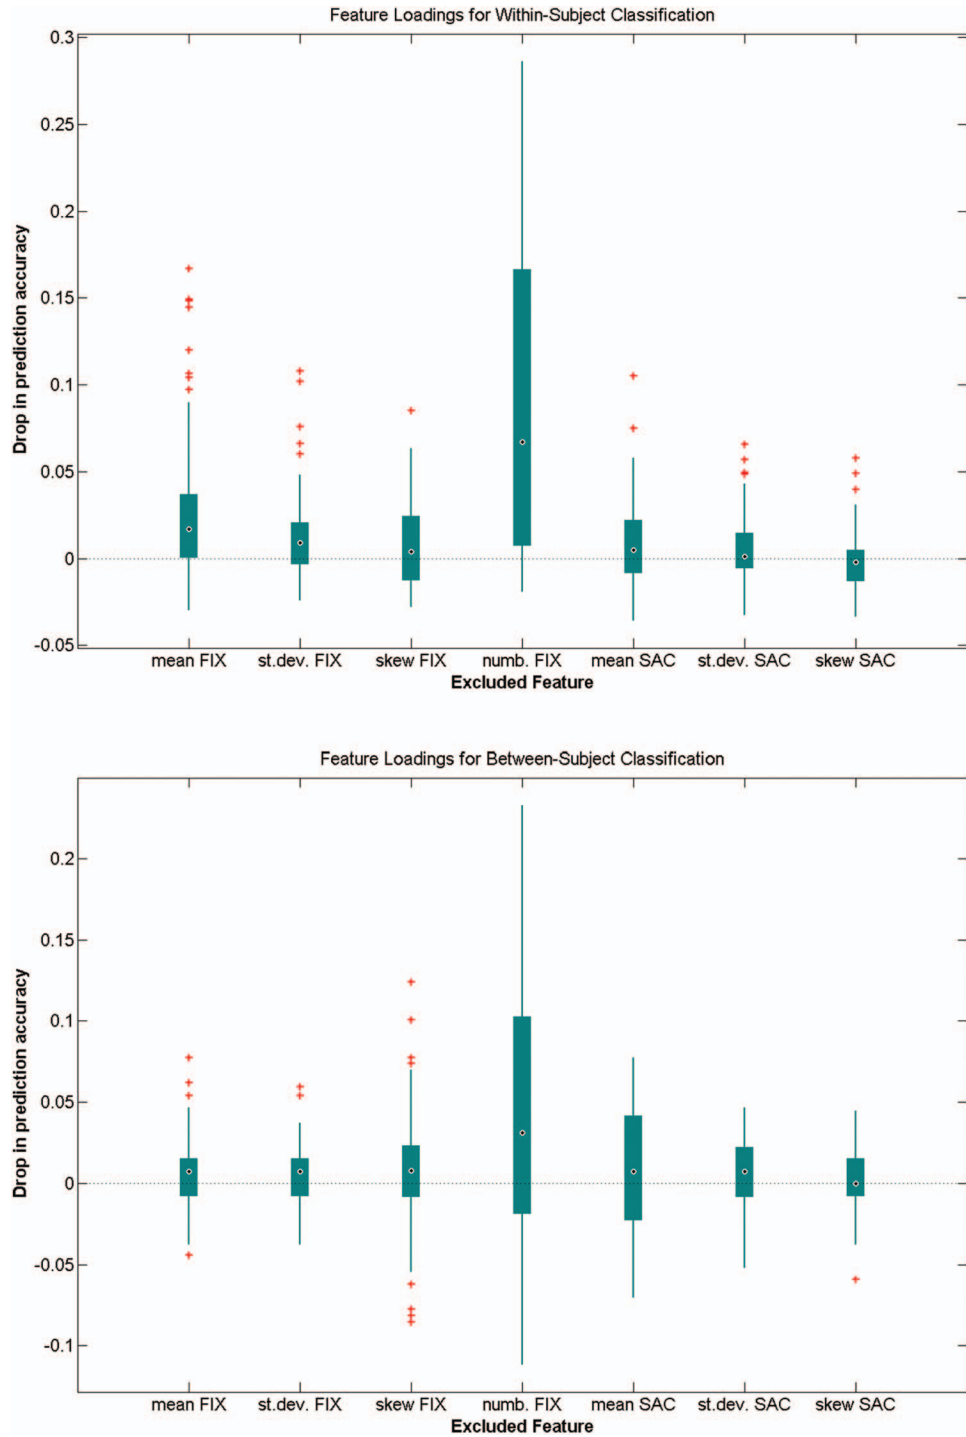 Feature Loadings for Within-Subject Classification
0.3
0.25
0.2
0.15
0.1
0.05
0
-0.05
Drop in prediction accuracy
mean FIX st.dev. FIX skew FIX numb. FIX mean SAC st.dev. SAC skew SAC
Excluded Feature
Feature Loadings for Between-Subject Classification
0.2
0.15
0.1
0.05
0
-0.05
-0.1
Drop in prediction accuracy
mean FIX st.dev. FIX skew FIX numb. FIX mean SAC st.dev. SAC skew SAC
Excluded Feature